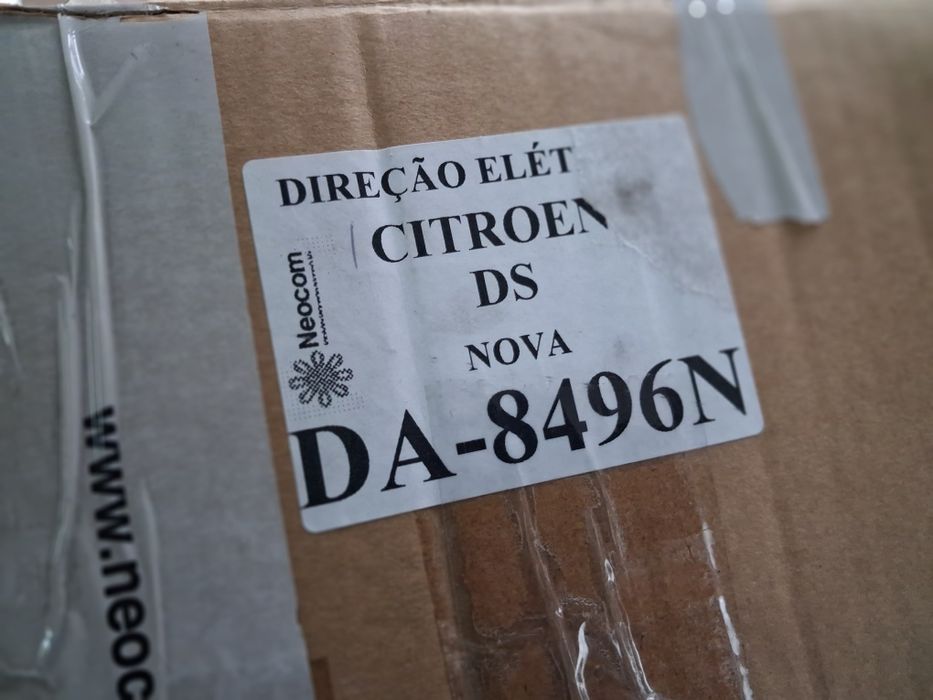 DIREÇÃO ELÉT
CITROEN
DS
NOVA
DA-8496N
Neocom
www.neoc